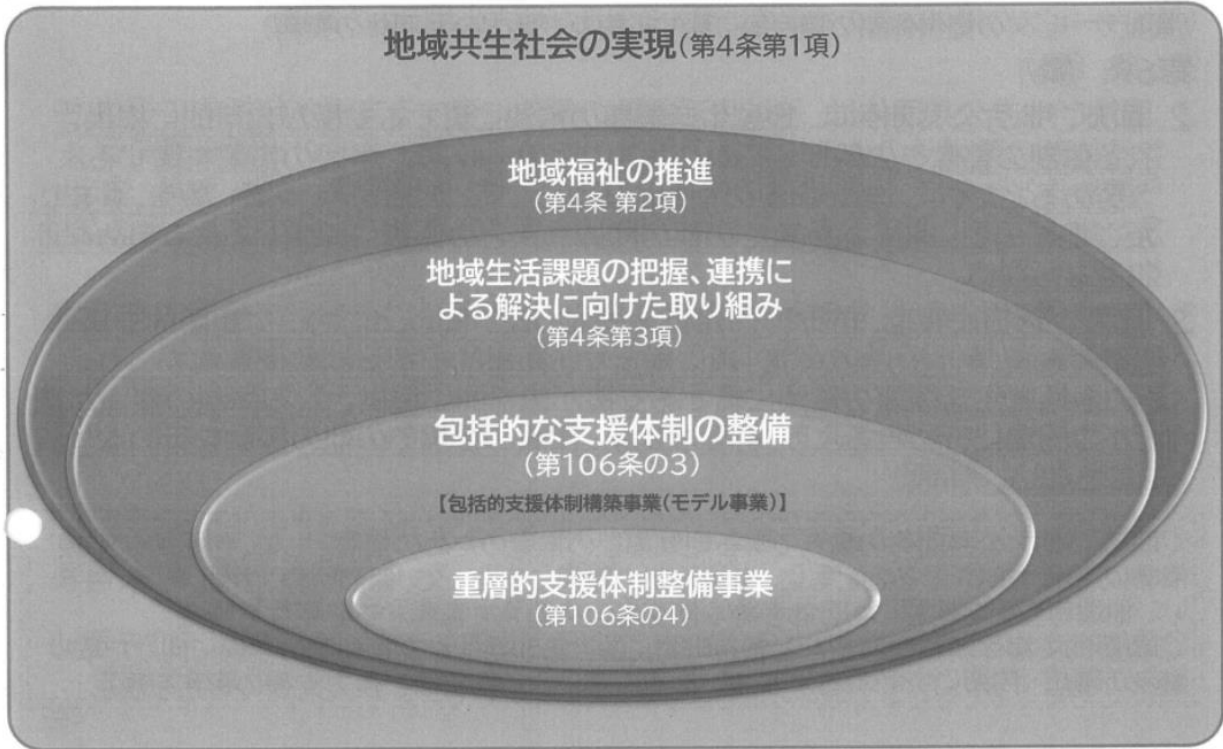 地域共生社会の実現(第4条第1項)
地域福祉の推進
(第4条 第2項)
地域生活課題の把握、連携に
よる解決に向けた取り組み
(第4条第3項)
包括的な支援体制の整備
(第106条の3)
【包括的支援体制構築事業(モデル事業)】
重層的支援体制整備事業
(第106条の4)